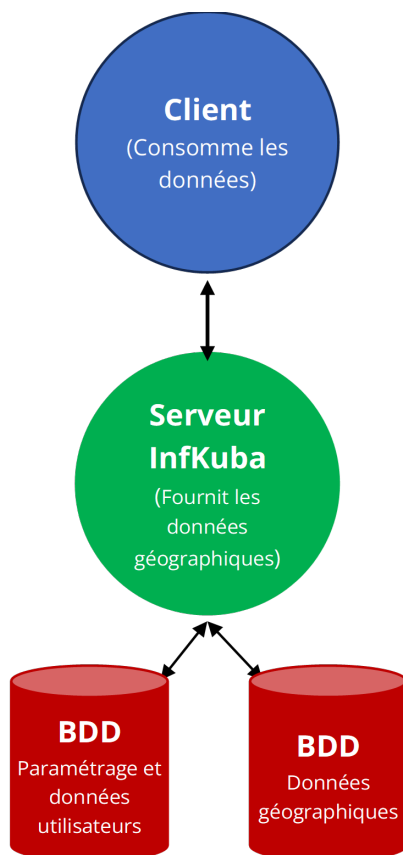 Client
(Consomme les
données)
Serveur
InfKuba
(Fournit les
données
géographiques)
BDD
Paramétrage et
données
utilisateurs
BDD
Données
géographiques